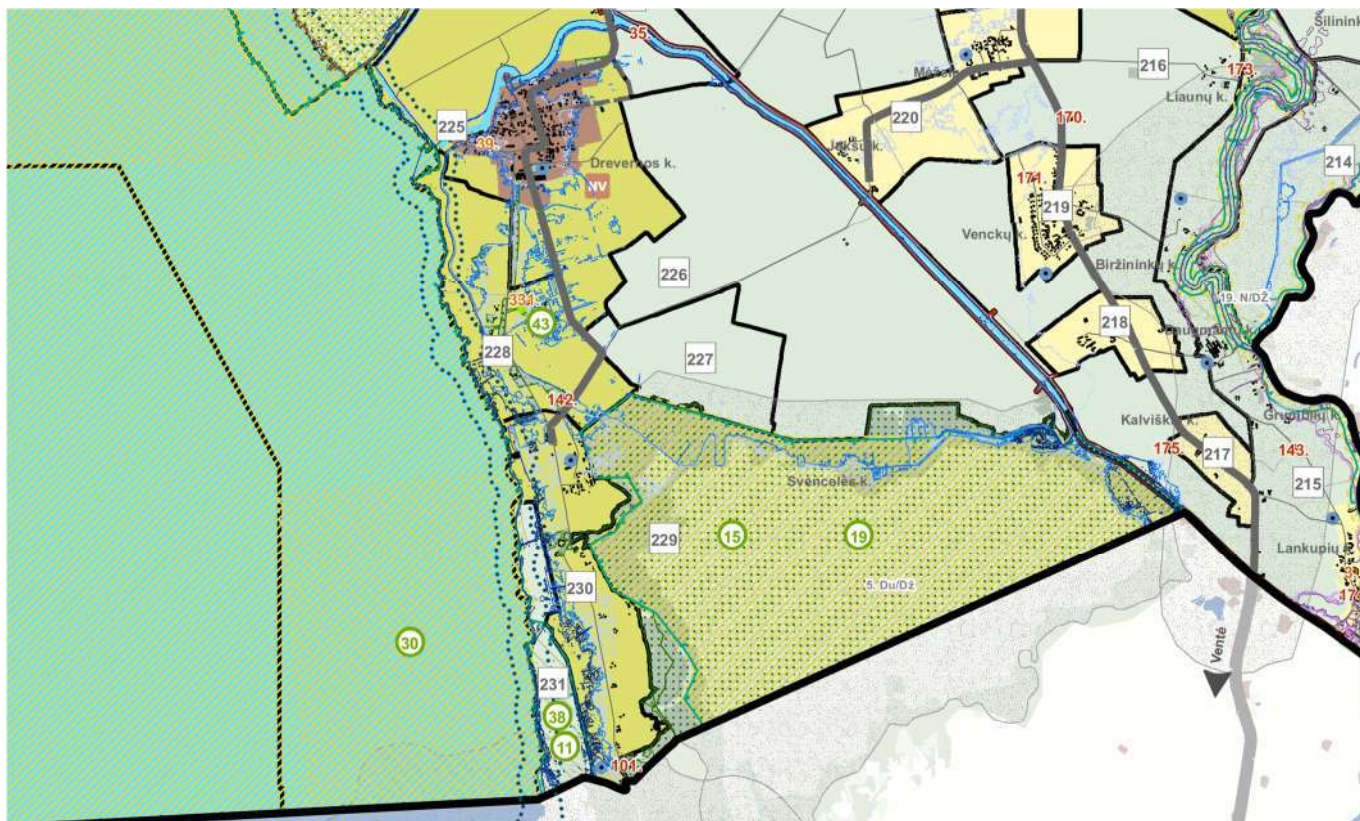 35.
Šilinink
216
173.
Liaunų k.
220
170.
225
39.
Drevernos k.
214
NV
171.
219
Venckų k.
226
Biržininkų k.
19. N/DŽ
331.
43
218
228
227
142.
Kalviškių k.
175.
217
143.
215
Svencelės k.
229
15
19
Lankupių k.
5. Du/Dž
230
30
Ventė
231
38
11
101.